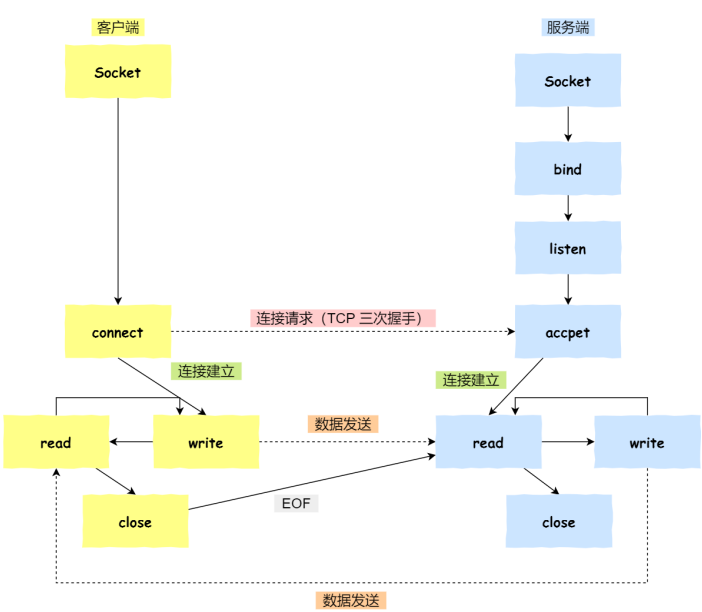 客户端
服务端
Socket
Socket
bind
listen
connect
连接请求（TCP 三次握手）
accpet
连接建立
连接建立
read
write
数据发送
read
write
close
EOF
close
数据发送